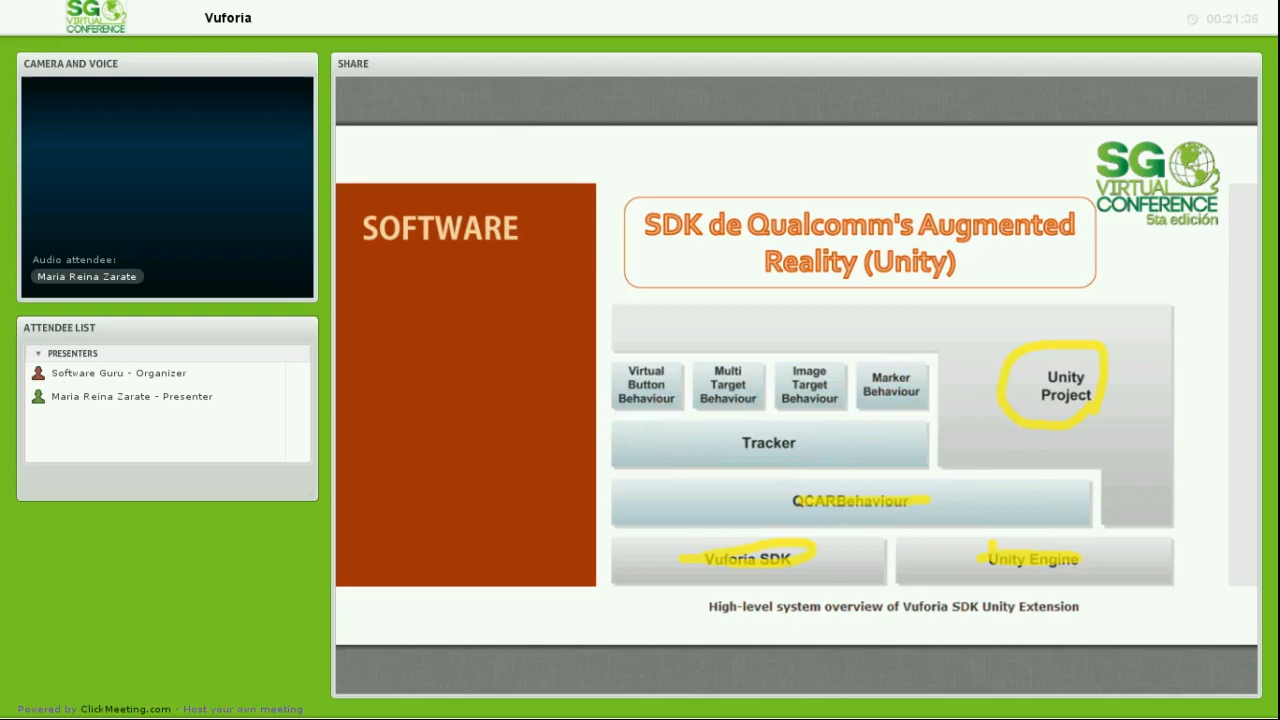 SG
VIRTUAL
CONFERENCE
Vuforia
00:21:36
CAMERA AND VOICE
Audio attendee:
Maria Reina Zarate
ATTENDEE LIST
PRESENTERS
Software Guru - Organizer
Maria Reina Zarate - Presenter
SHARE
SG
VIRTUAL
CONFERENCE
5ta edición
SOFTWARE
SDK de Qualcomm's Augmented
Reality (Unity)
Virtual
Button
Behaviour
Multi
Target
Behaviour
Image
Target
Behaviour
Marker
Behaviour
Unity
Project
Tracker
QCARBehaviour
Vuforia SDK
Unity Engine
High-level system overview of Vuforia SDK Unity Extension
Powered by ClickMeeting.com - Host your own meeting